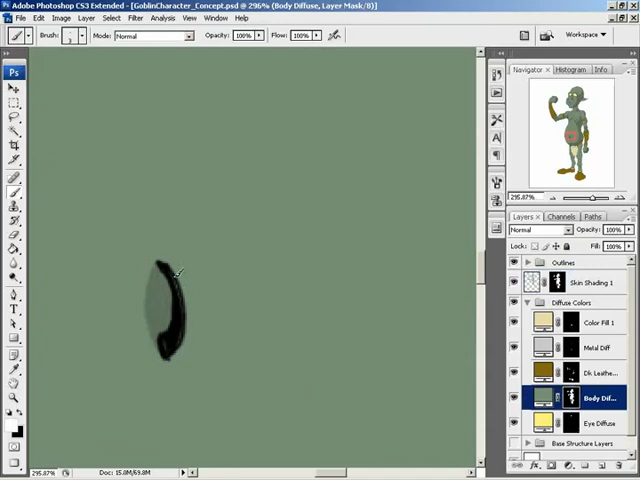 Adobe Photoshop CS3 Extended - [GoblinCharacter_Concept.psd @ 296% (Body Diffuse, Layer Mask/8)]
File Edit Image Layer Select Filter Analysis View Window Help
Brush: Mode: Normal Opacity: 100% Flow: 100% Workspace
Ps
Navigator Histogram Info
295.87%
Layers Channels Paths
Normal Opacity: 100%
Lock: Fill: 100%
Outlines
Skin Shading 1
Diffuse Colors
Color Fill 1
Metal Diff
Dk Leathe...
Body Dif...
Eye Diffuse
Base Structure Layers
295.87% Doc: 15.0M/69.8M